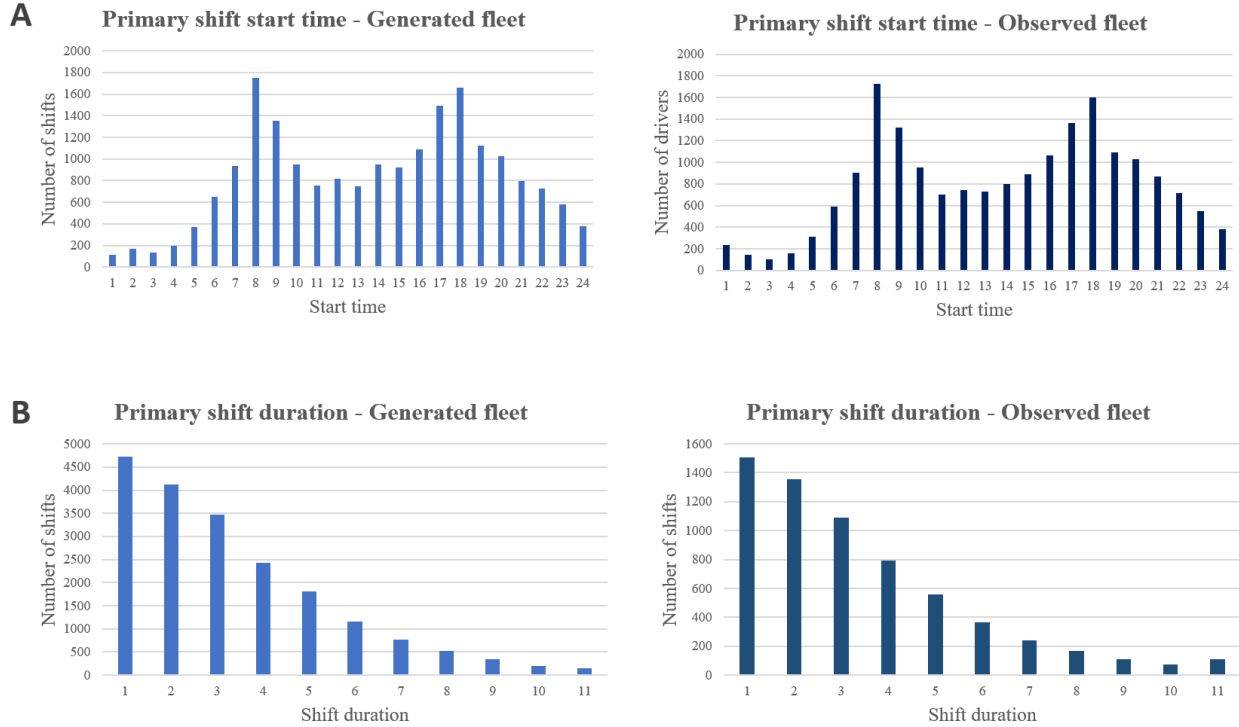 A
Primary shift start time - Generated fleet
Number of shifts
2000
1800
1600
1400
1200
1000
800
600
400
200
0
1 2 3 4 5 6 7 8 9 10 11 12 13 14 15 16 17 18 19 20 21 22 23 24
Start time
Primary shift start time - Observed fleet
Number of drivers
2000
1800
1600
1400
1200
1000
800
600
400
200
0
1 2 3 4 5 6 7 8 9 10 11 12 13 14 15 16 17 18 19 20 21 22 23 24
Start time
B
Primary shift duration - Generated fleet
Number of shifts
5000
4500
4000
3500
3000
2500
2000
1500
1000
500
0
1 2 3 4 5 6 7 8 9 10 11
Shift duration
Primary shift duration - Observed fleet
Number of shifts
1600
1400
1200
1000
800
600
400
200
0
1 2 3 4 5 6 7 8 9 10 11
Shift duration